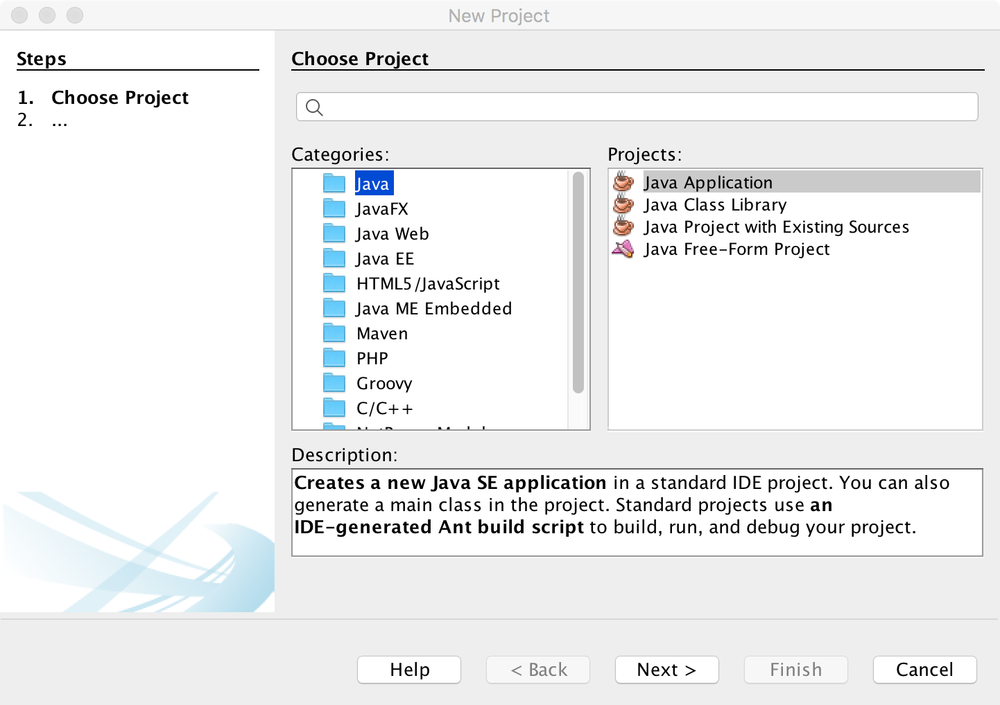 New Project
Steps
1. Choose Project
2. ...
Choose Project
Categories:
Java
JavaFX
Java Web
Java EE
HTML5/JavaScript
Java ME Embedded
Maven
PHP
Groovy
C/C++
Projects:
Java Application
Java Class Library
Java Project with Existing Sources
Java Free-Form Project
Description:
Creates a new Java SE application in a standard IDE project. You can also
generate a main class in the project. Standard projects use an
IDE-generated Ant build script to build, run, and debug your project.
Help
< Back
Next >
Finish
Cancel